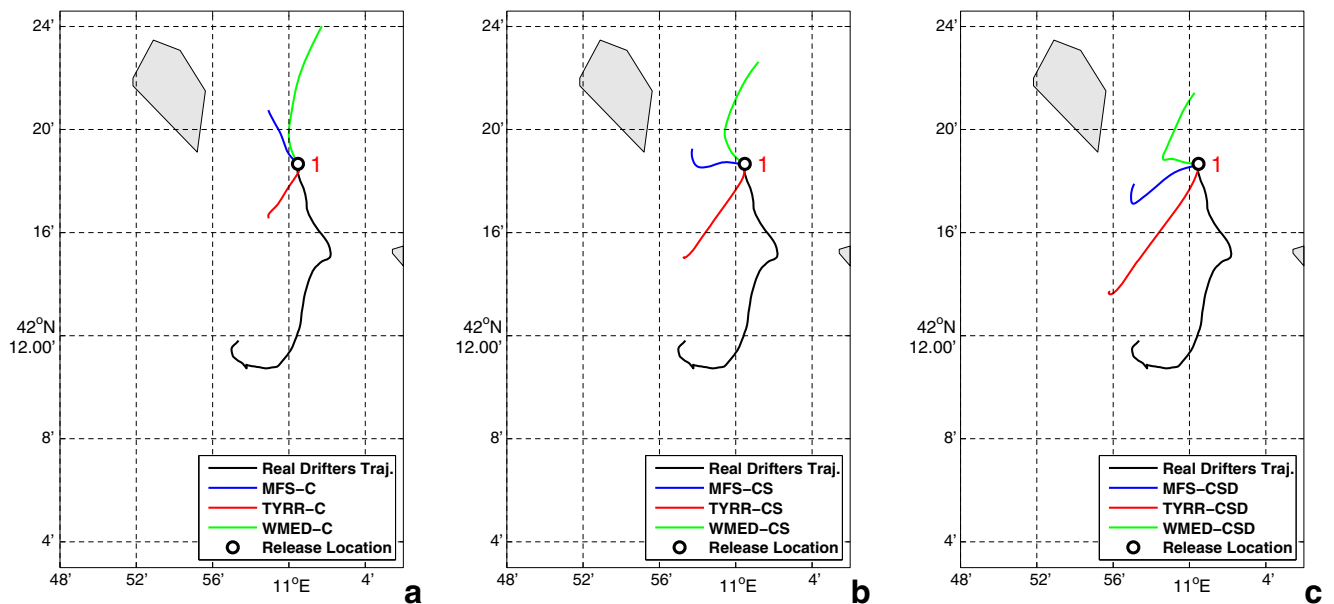 24'
20'
1
16'
42°N
12.00'
8'
4'
48'
52'
56'
11°E
4'
Real Drifters Traj.
MFS−C
TYRR−C
WMED−C
Release Location
a
24'
20'
1
16'
42°N
12.00'
8'
4'
48'
52'
56'
11°E
4'
Real Drifters Traj.
MFS−CS
TYRR−CS
WMED−CS
Release Location
b
24'
20'
1
16'
42°N
12.00'
8'
4'
48'
52'
56'
11°E
4'
Real Drifters Traj.
MFS−CSD
TYRR−CSD
WMED−CSD
Release Location
c